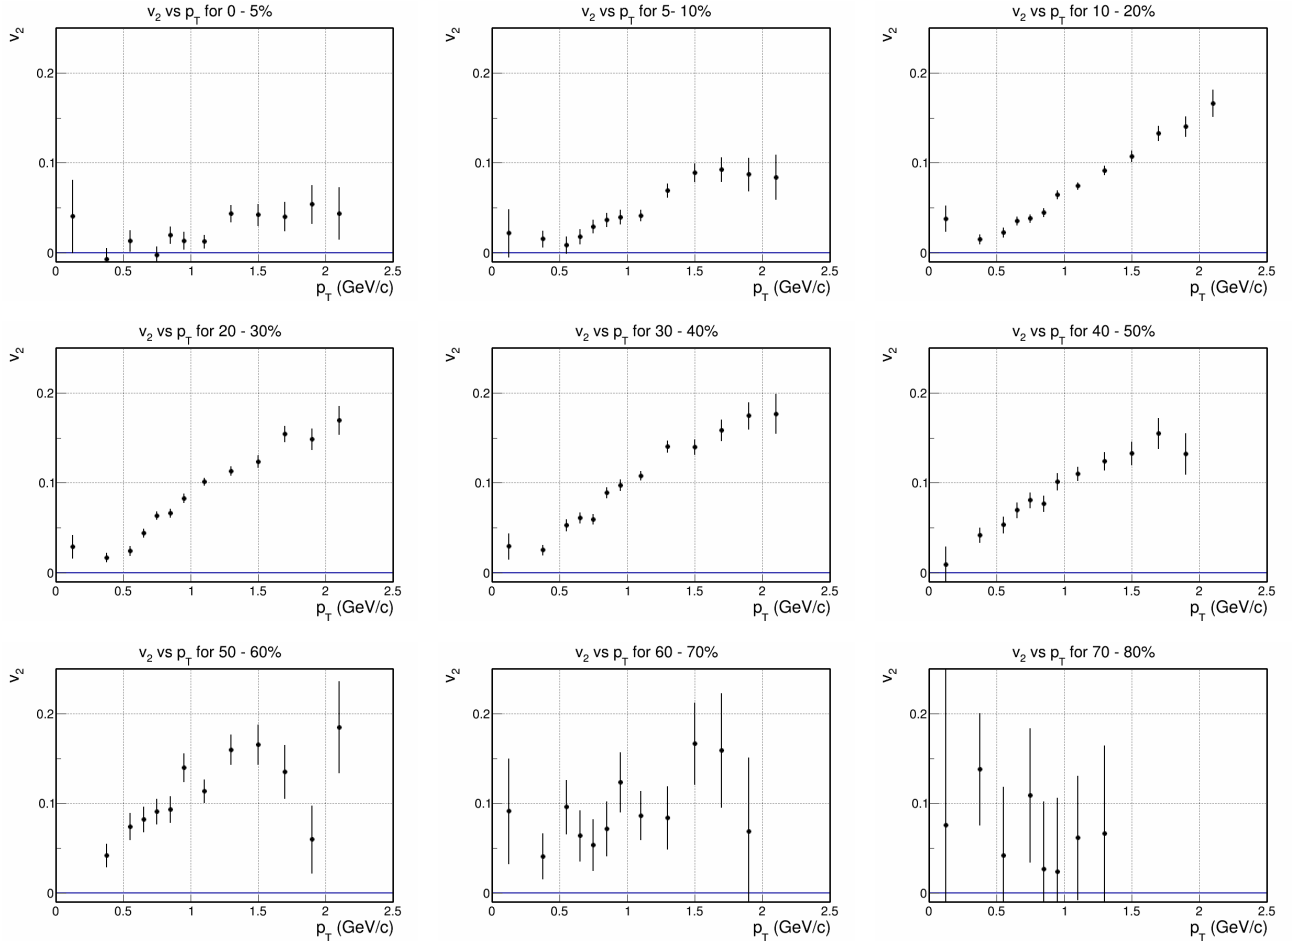 v2 vs pT for 0 - 5%
v2
0.2
0.1
0
0 0.5 1 1.5 2 2.5
pT (GeV/c)
v2 vs pT for 5- 10%
v2
0.2
0.1
0
0 0.5 1 1.5 2 2.5
pT (GeV/c)
v2 vs pT for 10 - 20%
v2
0.2
0.1
0
0 0.5 1 1.5 2 2.5
pT (GeV/c)
v2 vs pT for 20 - 30%
v2
0.2
0.1
0
0 0.5 1 1.5 2 2.5
pT (GeV/c)
v2 vs pT for 30 - 40%
v2
0.2
0.1
0
0 0.5 1 1.5 2 2.5
pT (GeV/c)
v2 vs pT for 40 - 50%
v2
0.2
0.1
0
0 0.5 1 1.5 2 2.5
pT (GeV/c)
v2 vs pT for 50 - 60%
v2
0.2
0.1
0
0 0.5 1 1.5 2 2.5
pT (GeV/c)
v2 vs pT for 60 - 70%
v2
0.2
0.1
0
0 0.5 1 1.5 2 2.5
pT (GeV/c)
v2 vs pT for 70 - 80%
v2
0.2
0.1
0
0 0.5 1 1.5 2 2.5
pT (GeV/c)